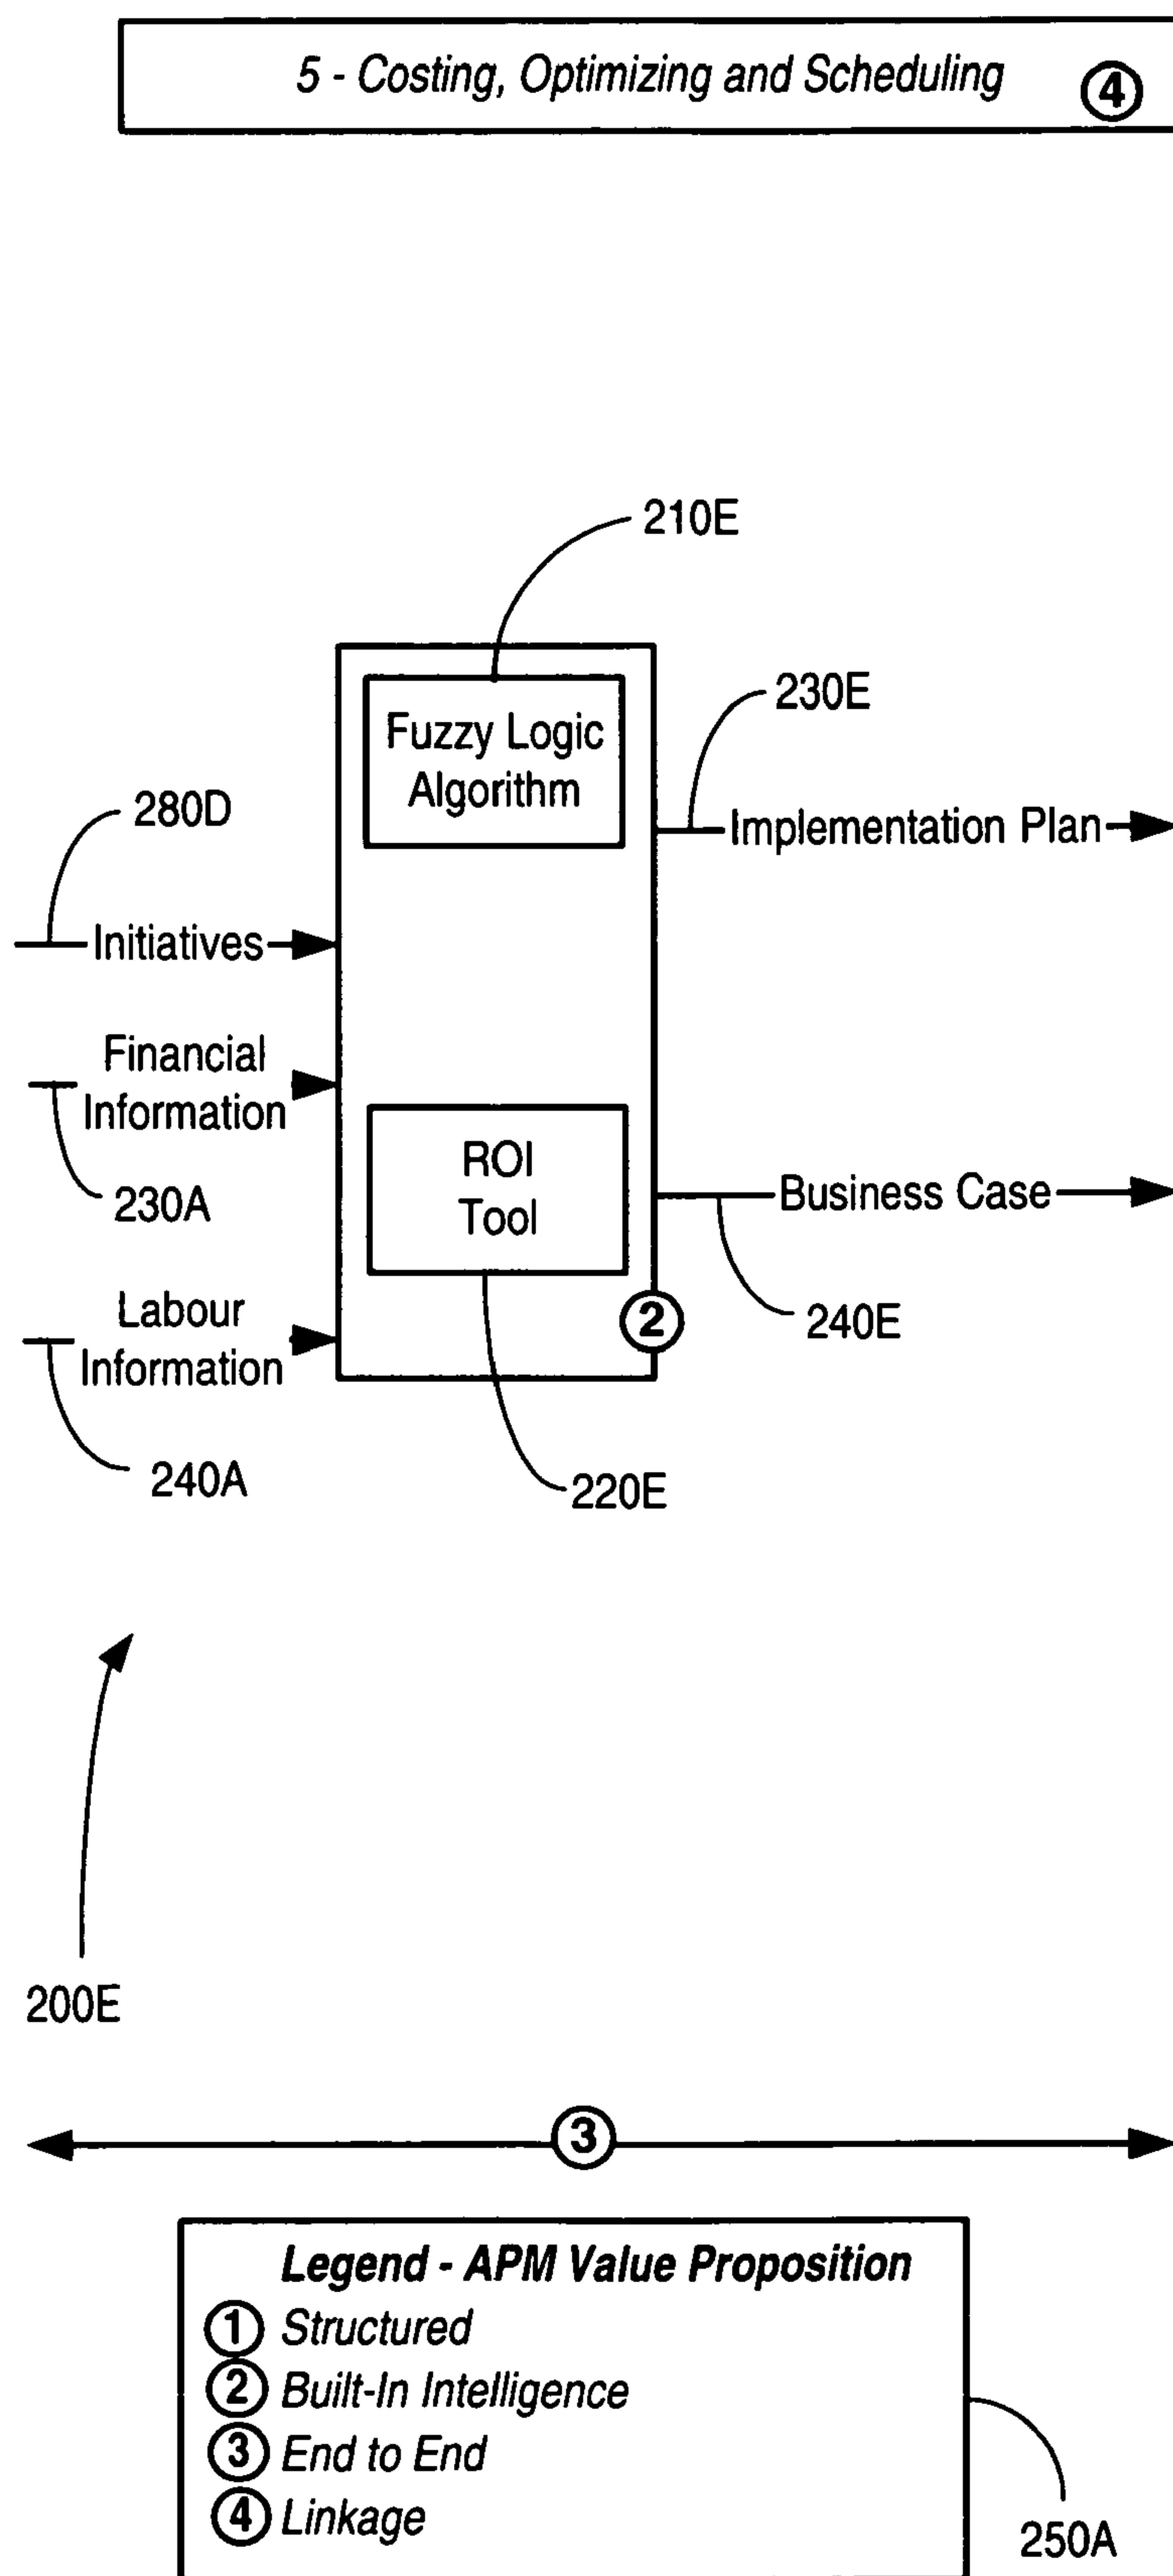 5 - Costing, Optimizing and Scheduling 4
210E
230E
Fuzzy Logic
Algorithm
280D
Implementation Plan
Initiatives
Financial
Information
230A
ROI
Tool
Business Case
Labour
Information
2
240E
240A
220E
200E
3
Legend - APM Value Proposition
1 Structured
2 Built-In Intelligence
3 End to End
4 Linkage
250A